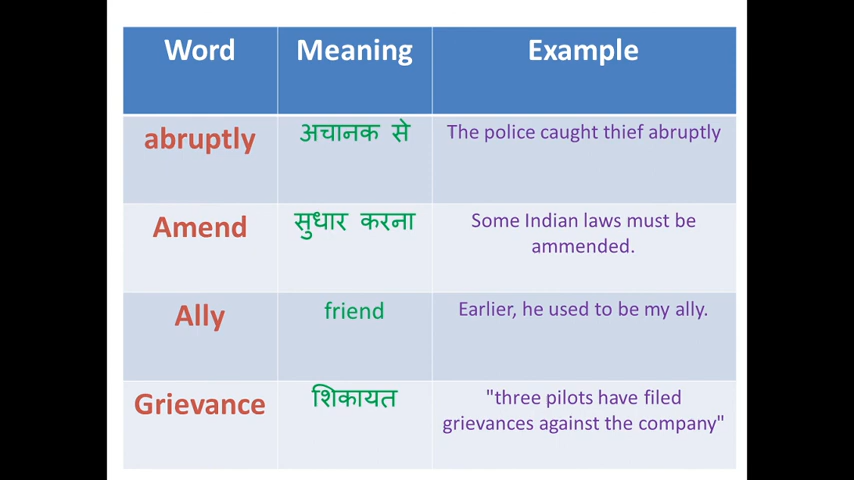 Word Meaning Example
abruptly अचानक से The police caught thief abruptly
Amend सुधार करना Some Indian laws must be
ammended.
Ally friend Earlier, he used to be my ally.
Grievance शिकायत "three pilots have filed
grievances against the company"